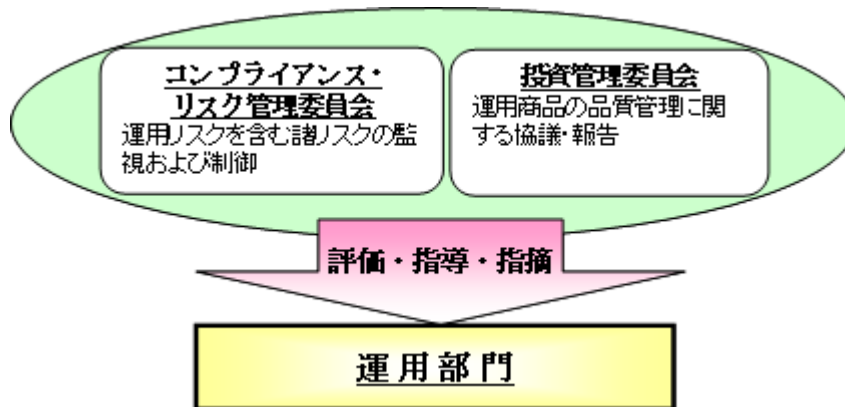 コンプライアンス・
リスク管理委員会
運用リスクを含む諸リスクの監
視および制御
投資管理委員会
運用商品の品質管理に関
する協議・報告
評価・指導・指摘
運用部門